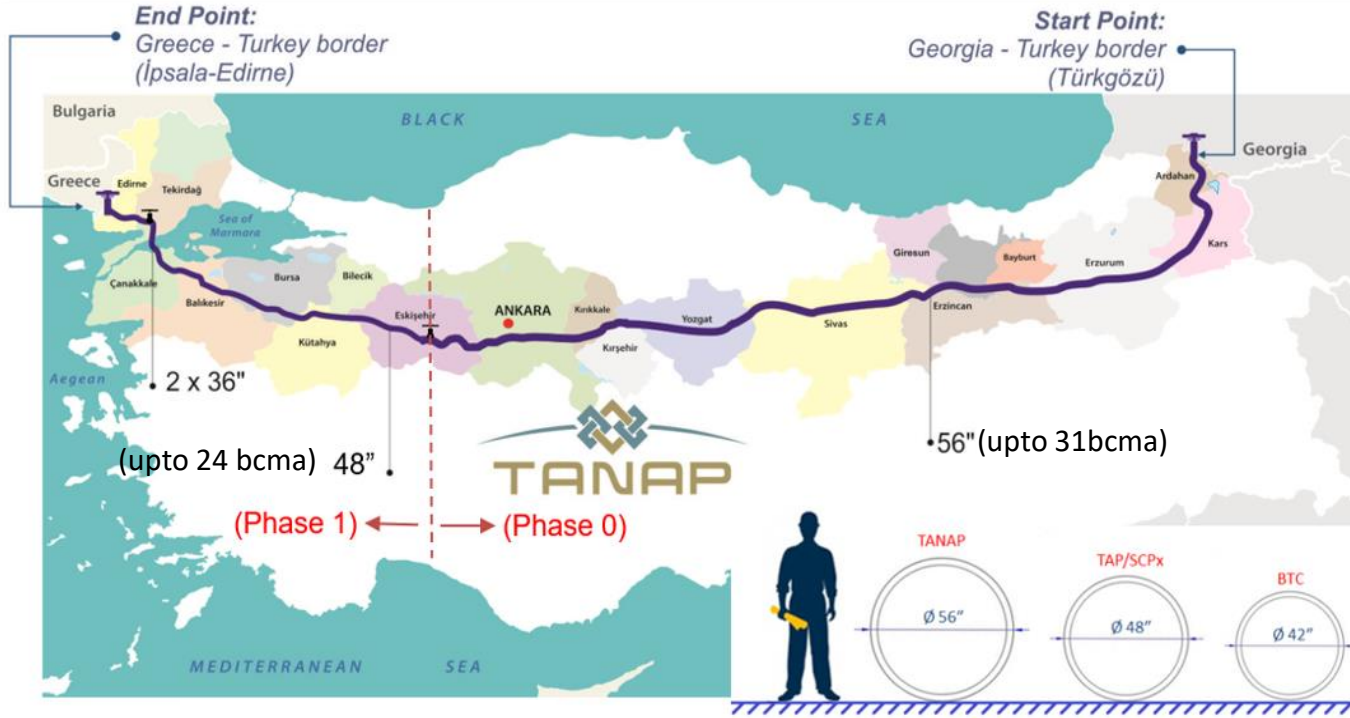 End Point:
Greece - Turkey border
(İpsala-Edirne)
Start Point:
Georgia - Turkey border
(Türkgözü)
Bulgaria
BLACK
SEA
Georgia
Greece
Edirne
Tekirdağ
Ardahan
Sea of
Marmara
Kars
Giresun
Bayburt
Erzurum
Çanakkale
Bursa
Bilecik
Balıkesir
Eskişehir
ANKARA
Kırıkkale
Yozgat
Sivas
Erzincan
Kütahya
Kırşehir
Aegean
2 x 36"
(upto 24 bcma) 48"
56" (upto 31bcma)
TANAP
(Phase 1)
(Phase 0)
MEDITERRANEAN
SEA
TANAP
TAP/SCPx
BTC
Ø 56"
Ø 48"
Ø 42"